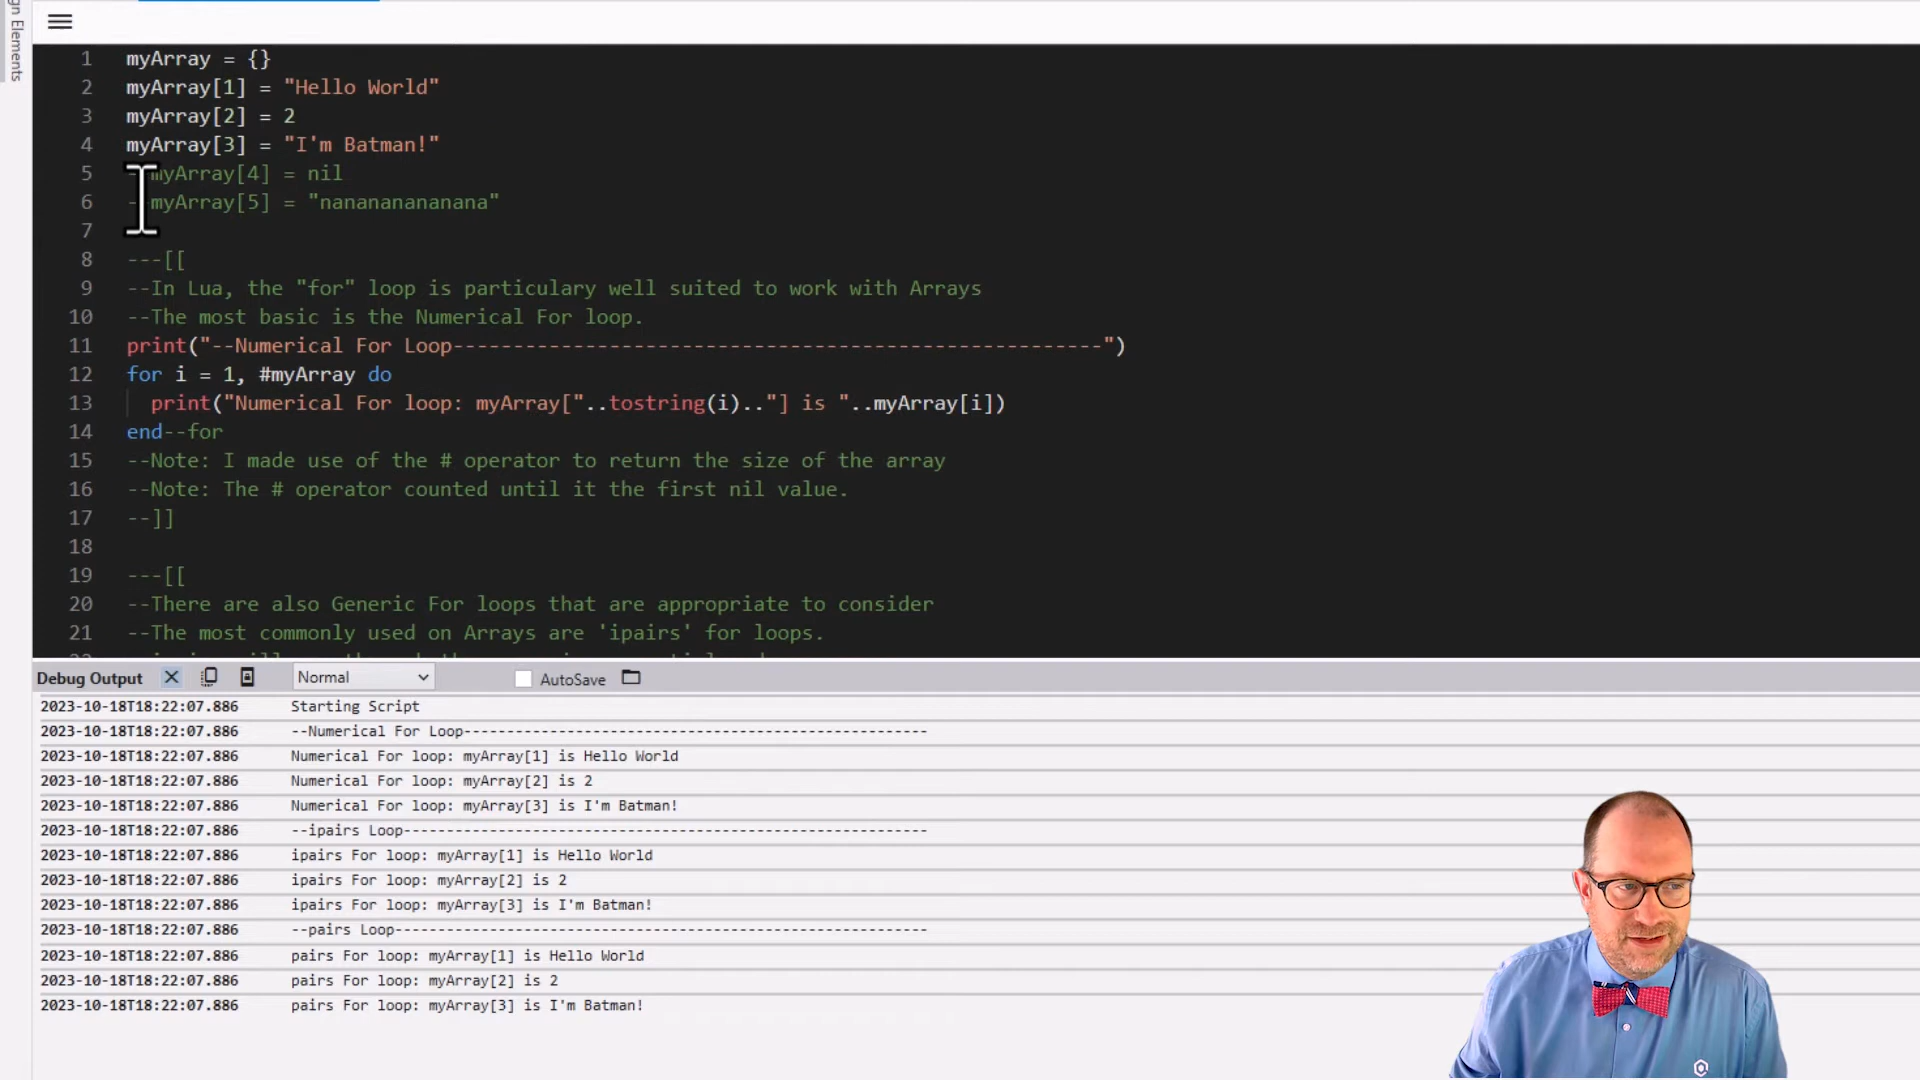 gn Elements
1 myArray = {}
2 myArray[1] = "Hello World"
3 myArray[2] = 2
4 myArray[3] = "I'm Batman!"
5 -myArray[4] = nil
6 -myArray[5] = "nanananananana"
7
8 ---[[
9 --In Lua, the "for" loop is particulary well suited to work with Arrays
10 --The most basic is the Numerical For loop.
11 print("--Numerical For Loop------------------------------------------------------")
12 for i = 1, #myArray do
13 print("Numerical For loop: myArray["..tostring(i).."] is "..myArray[i])
14 end--for
15 --Note: I made use of the # operator to return the size of the array
16 --Note: The # operator counted until it the first nil value.
17 --]]
18
19 ---[[
20 --There are also Generic For loops that are appropriate to consider
21 --The most commonly used on Arrays are 'ipairs' for loops.
Debug Output Normal AutoSave
2023-10-18T18:22:07.886 Starting Script
2023-10-18T18:22:07.886 --Numerical For Loop------------------------------------------------------
2023-10-18T18:22:07.886 Numerical For loop: myArray[1] is Hello World
2023-10-18T18:22:07.886 Numerical For loop: myArray[2] is 2
2023-10-18T18:22:07.886 Numerical For loop: myArray[3] is I'm Batman!
2023-10-18T18:22:07.886 --ipairs Loop-------------------------------------------------------------
2023-10-18T18:22:07.886 ipairs For loop: myArray[1] is Hello World
2023-10-18T18:22:07.886 ipairs For loop: myArray[2] is 2
2023-10-18T18:22:07.886 ipairs For loop: myArray[3] is I'm Batman!
2023-10-18T18:22:07.886 --pairs Loop--------------------------------------------------------------
2023-10-18T18:22:07.886 pairs For loop: myArray[1] is Hello World
2023-10-18T18:22:07.886 pairs For loop: myArray[2] is 2
2023-10-18T18:22:07.886 pairs For loop: myArray[3] is I'm Batman!